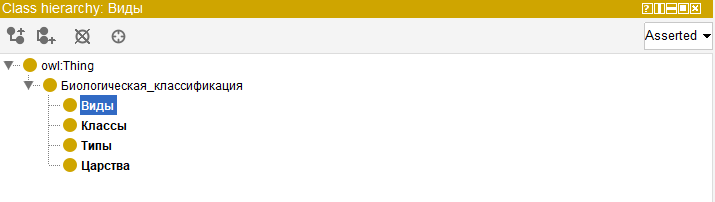 Class hierarchy: Виды
Asserted
owl:Thing
Биологическая_классификация
Виды
Классы
Типы
Царства